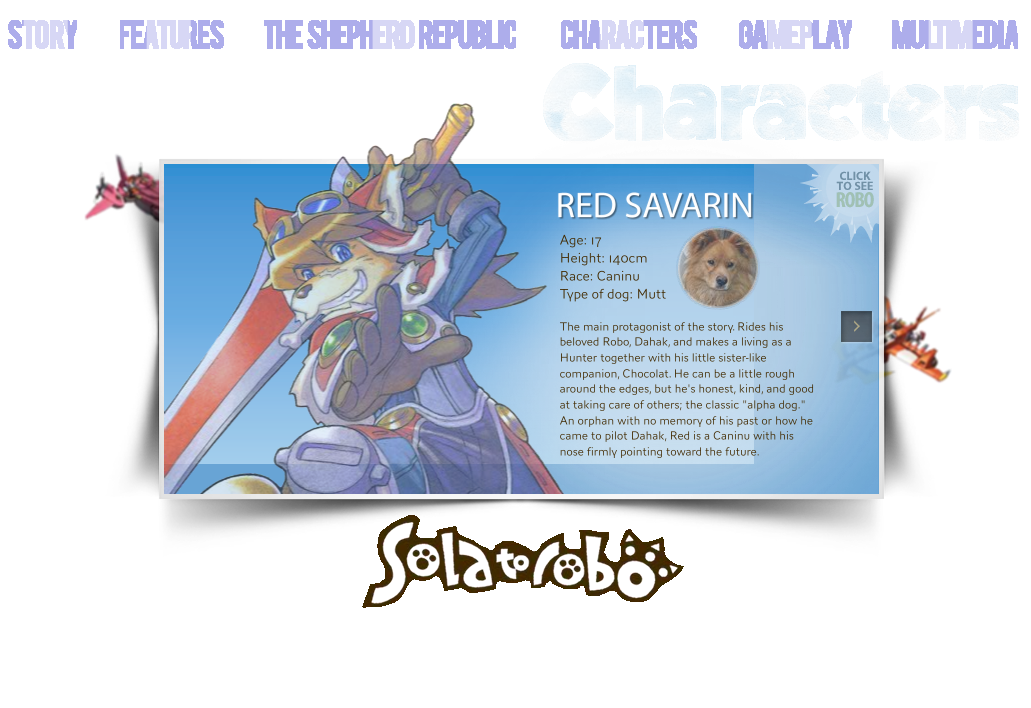 STORY
FEATURES
THE SHEPHERD REPUBLIC
CHARACTERS
GAMEPLAY
MULTIMEDIA
Characters
CLICK
TO SEE
ROBO
RED SAVARIN
Age: 17
Height: 140cm
Race: Caninu
Type of dog: Mutt
The main protagonist of the story. Rides his
beloved Robo, Dahak, and makes a living as a
Hunter together with his little sister-like
companion, Chocolat. He can be a little rough
around the edges, but he's honest, kind, and good
at taking care of others; the classic "alpha dog."
An orphan with no memory of his past or how he
came to pilot Dahak, Red is a Caninu with his
nose firmly pointing toward the future.
Solatorobo